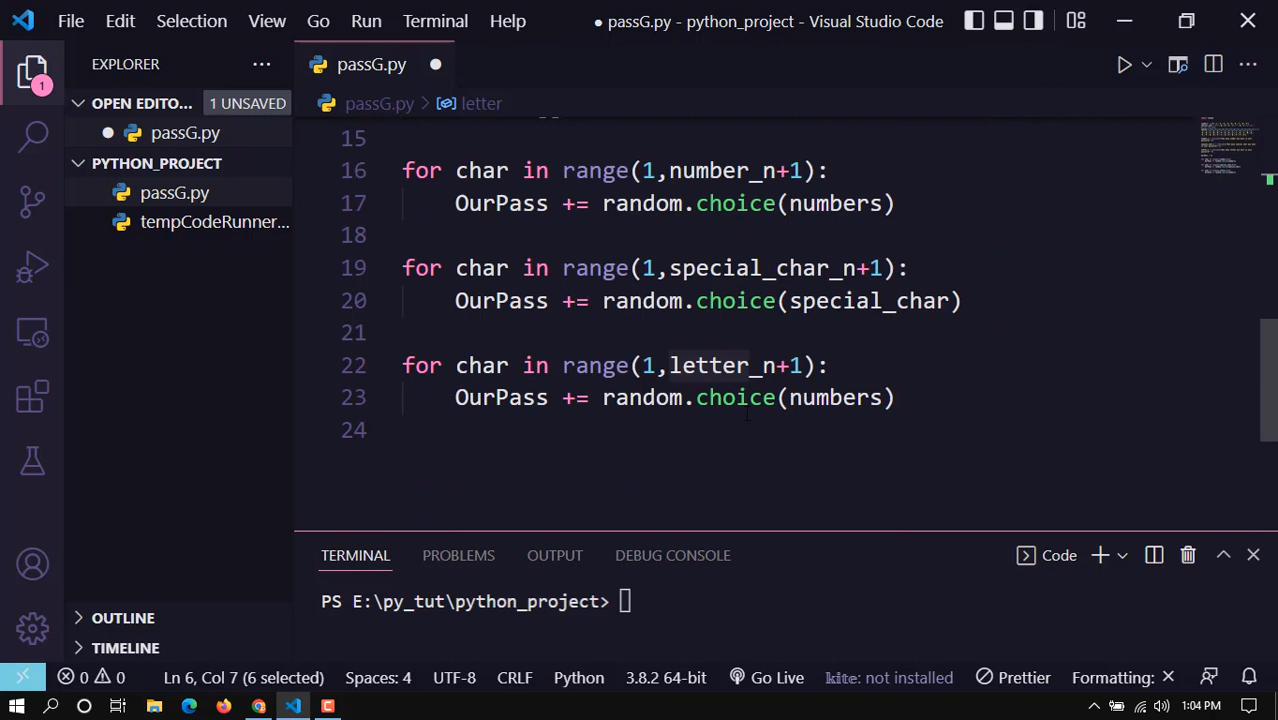 File Edit Selection View Go Run Terminal Help ● passG.py - python_project - Visual Studio Code
EXPLORER ...
passG.py
1
OPEN EDITO... 1 UNSAVED
passG.py > letter
passG.py
PYTHON_PROJECT
passG.py
tempCodeRunner...
15
16 for char in range(1,number_n+1):
17 OurPass += random.choice(numbers)
18
19 for char in range(1,special_char_n+1):
20 OurPass += random.choice(special_char)
21
22 for char in range(1,letter_n+1):
23 OurPass += random.choice(numbers)
24
TERMINAL PROBLEMS OUTPUT DEBUG CONSOLE Code
PS E:\py_tut\python_project>
OUTLINE
TIMELINE
0 0 Ln 6, Col 7 (6 selected) Spaces: 4 UTF-8 CRLF Python 3.8.2 64-bit Go Live kite: not installed Prettier Formatting: ×
1:04 PM